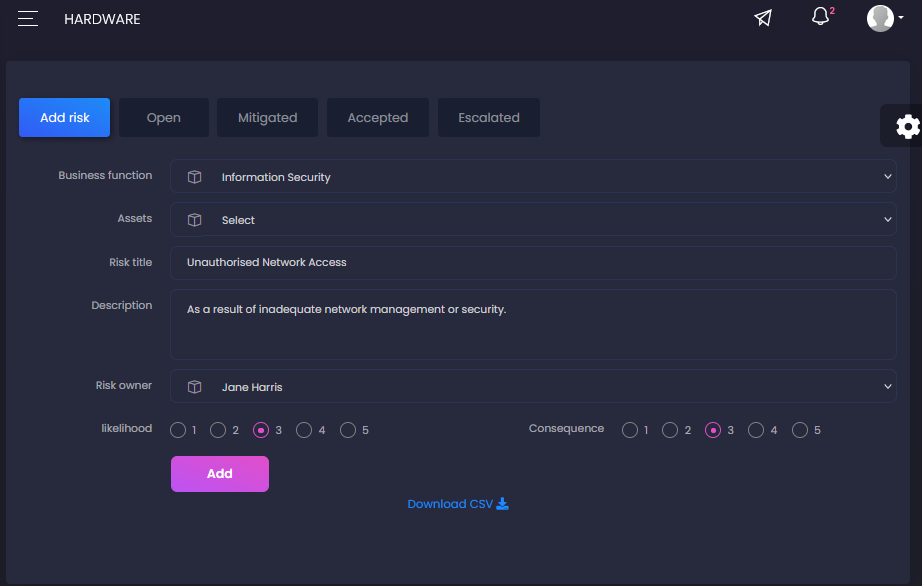 HARDWARE
2
Add risk Open Mitigated Accepted Escalated
Business function Information Security
Assets Select
Risk title Unauthorised Network Access
Description As a result of inadequate network management or security.
Risk owner Jane Harris
likelihood 1 2 3 4 5 Consequence 1 2 3 4 5
Add
Download CSV